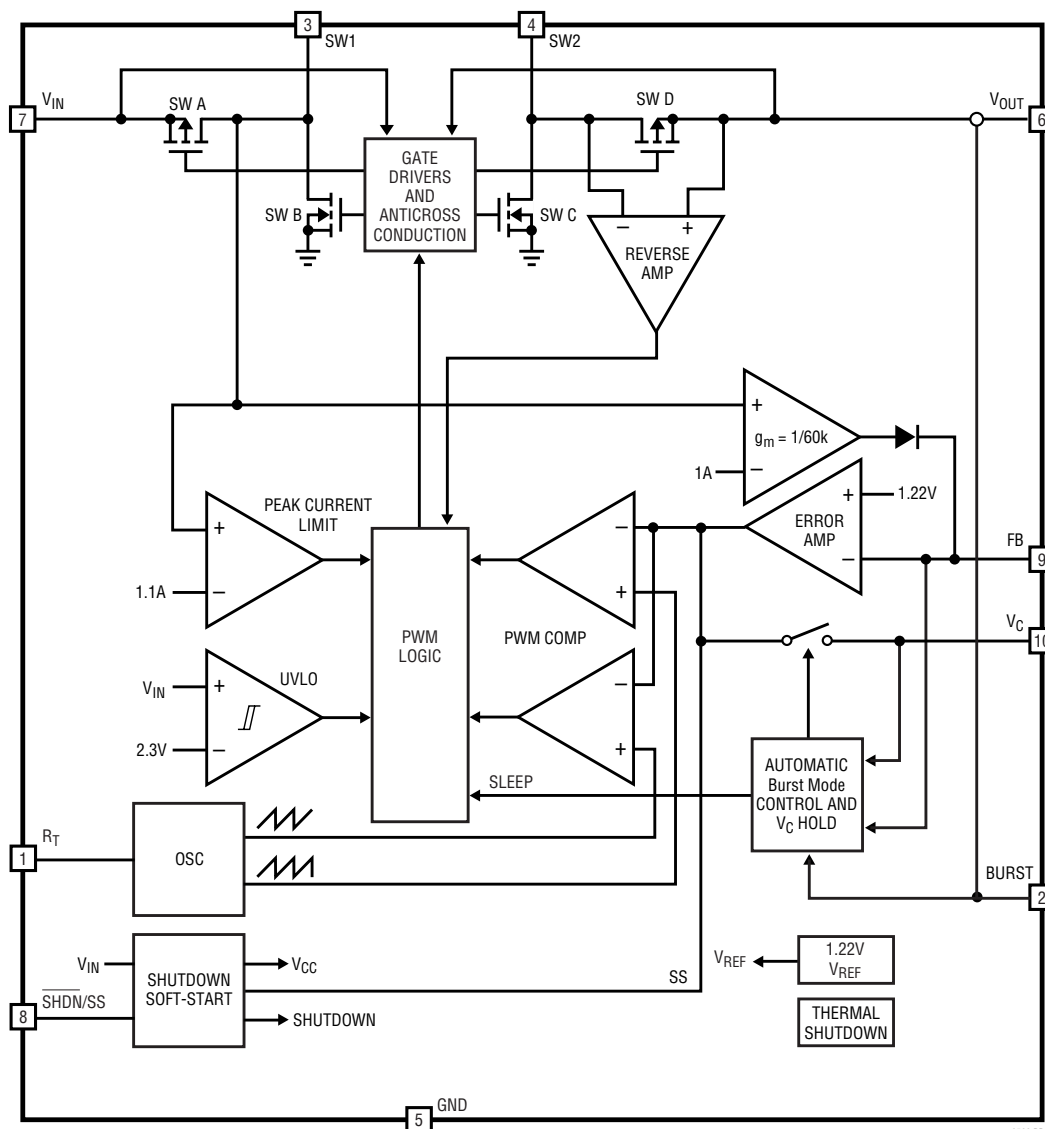 3
SW1
4
SW2
7
VIN
SW A
SW D
VOUT
6
GATE
DRIVERS
AND
ANTICROSS
CONDUCTION
SW B
SW C
–
+
REVERSE
AMP
+
gm = 1/60k
1A
–
+
1.22V
PEAK CURRENT
LIMIT
+
–
ERROR
AMP
–
FB
9
1.1A
–
+
PWM
LOGIC
PWM COMP
VC
10
VIN
+
UVLO
–
2.3V
–
+
SLEEP
AUTOMATIC
Burst Mode
CONTROL AND
VC HOLD
RT
1
OSC
BURST
2
VIN
SHUTDOWN
SOFT-START
VCC
SS
VREF
1.22V
VREF
SHDN/SS
8
SHUTDOWN
THERMAL
SHUTDOWN
GND
5